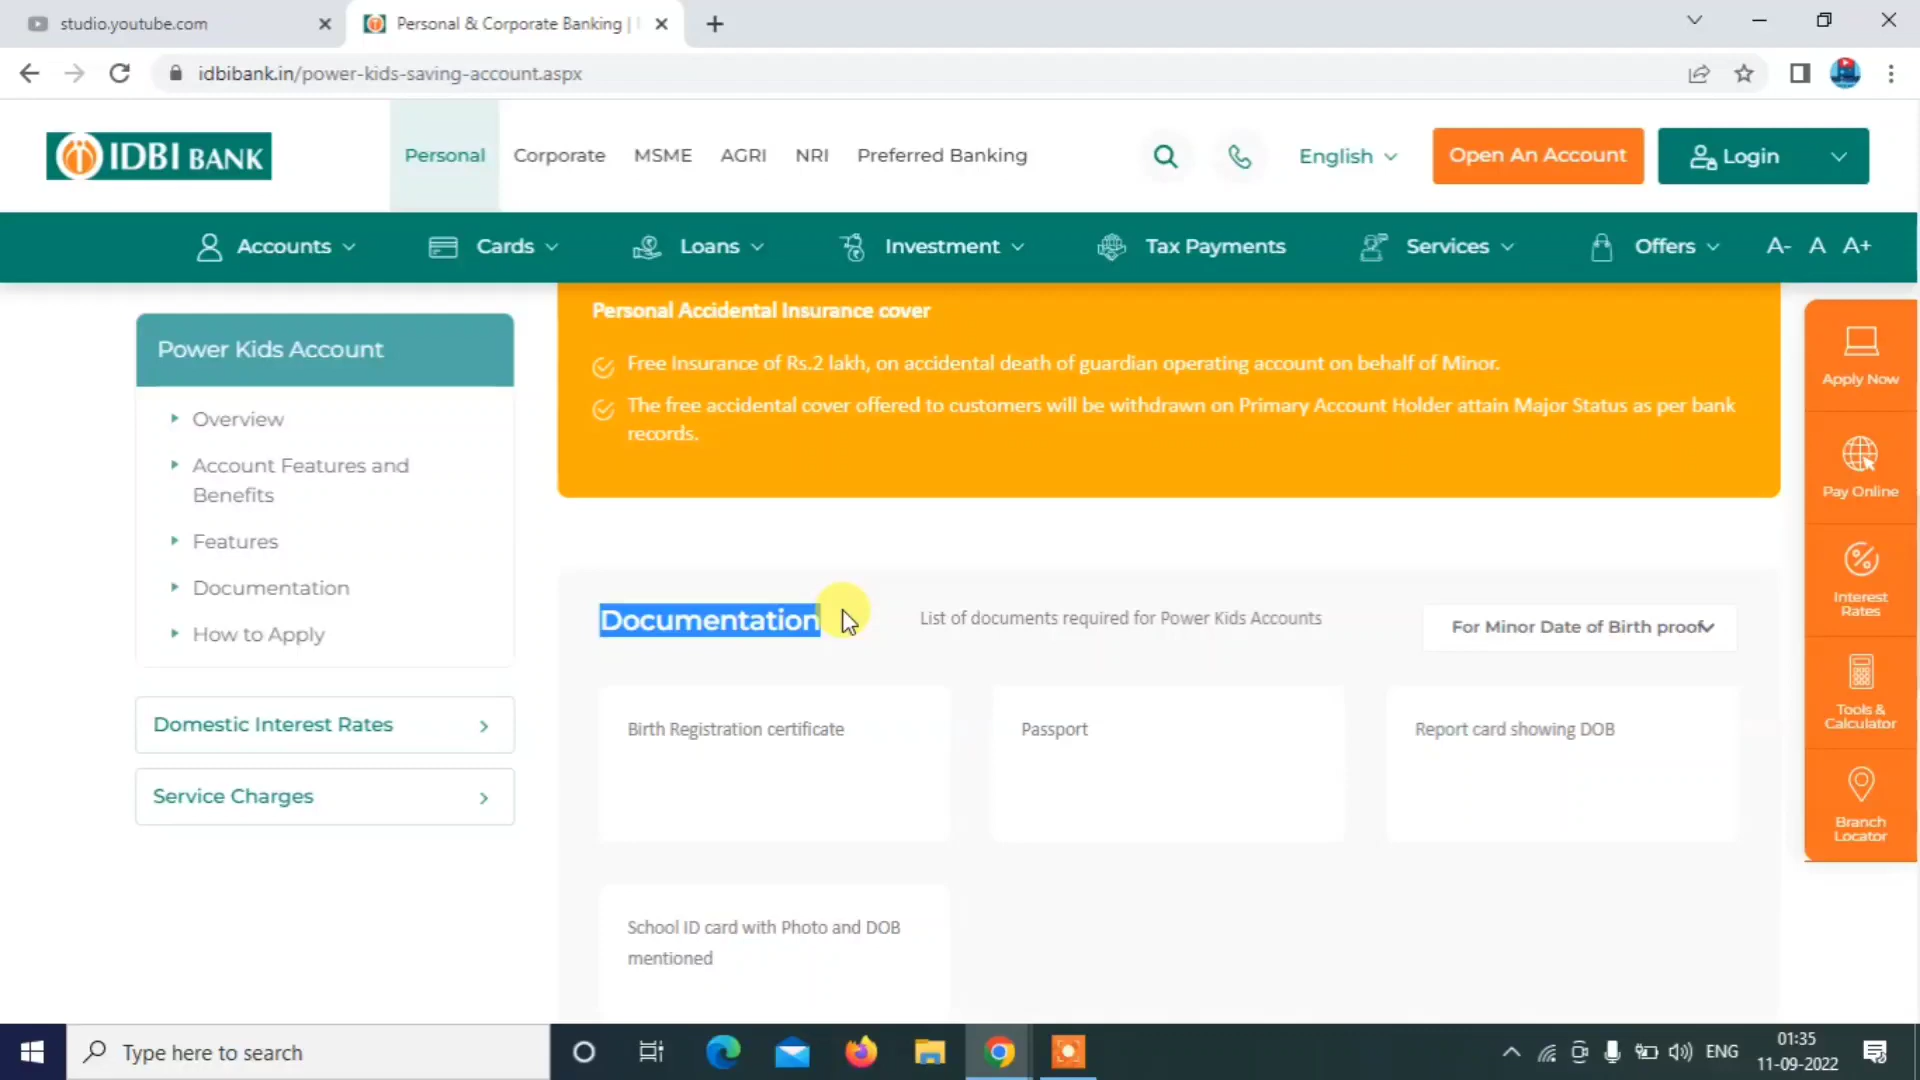 studio.youtube.com
Personal & Corporate Banking |
idbibank.in/power-kids-saving-account.aspx
IDBI BANK
Personal
Corporate
MSME
AGRI
NRI
Preferred Banking
English
Open An Account
Login
Accounts
Cards
Loans
Investment
Tax Payments
Services
Offers
A-
A
A+
Power Kids Account
Overview
Account Features and
Benefits
Features
Documentation
How to Apply
Domestic Interest Rates
Service Charges
Personal Accidental Insurance cover
Free Insurance of Rs.2 lakh, on accidental death of guardian operating account on behalf of Minor.
The free accidental cover offered to customers will be withdrawn on Primary Account Holder attain Major Status as per bank
records.
Documentation
List of documents required for Power Kids Accounts
For Minor Date of Birth proof
Birth Registration certificate
Passport
Report card showing DOB
School ID card with Photo and DOB
mentioned
Apply Now
Pay Online
Interest
Rates
Tools &
Calculator
Branch
Locator
Type here to search
ENG
01:35
11-09-2022